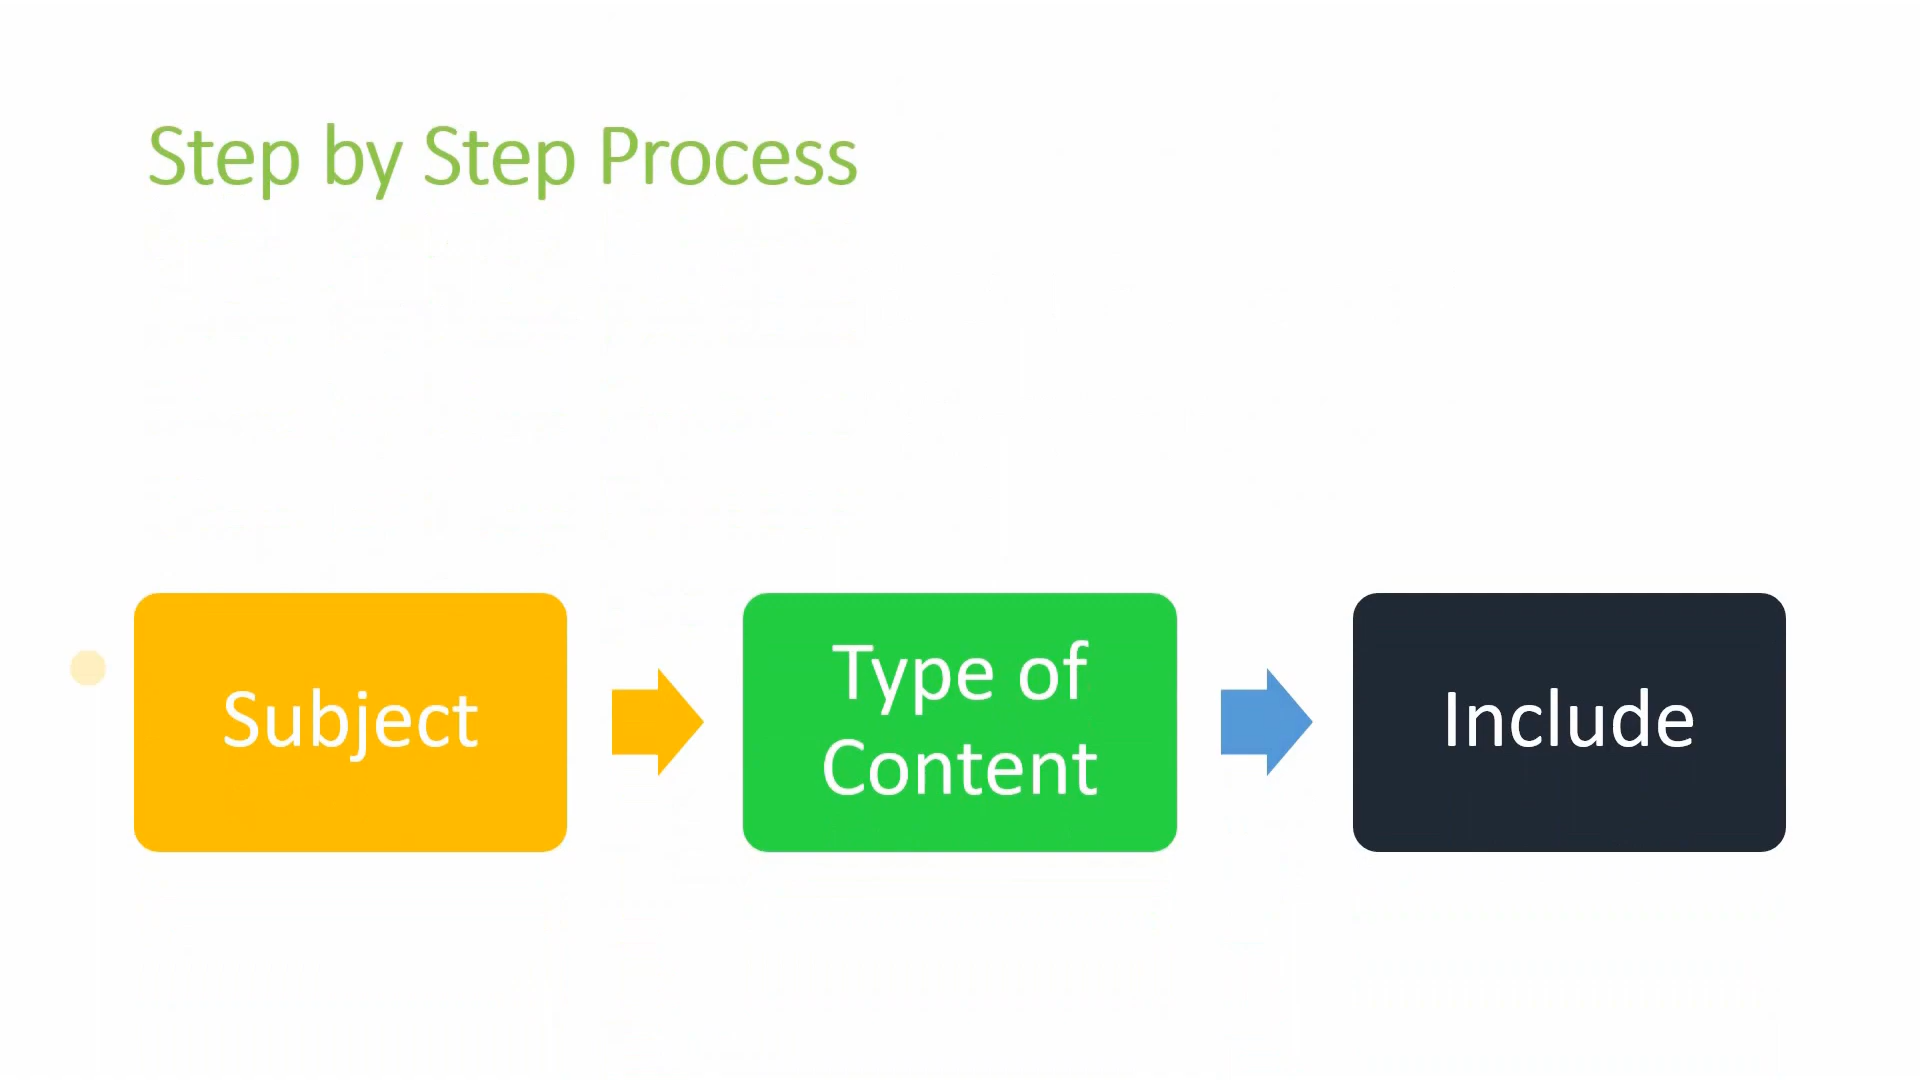 Step by Step Process
Subject
Type of
Content
Include